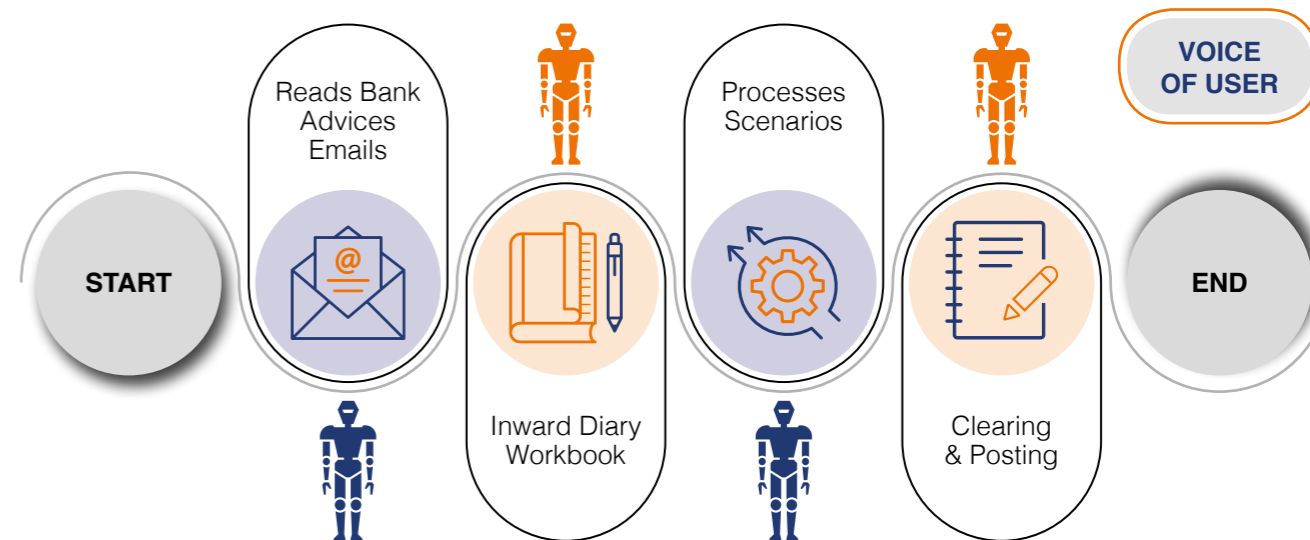 START
Reads Bank
Advices
Emails
@
Inward Diary
Workbook
Processes
Scenarios
Clearing
& Posting
VOICE
OF USER
END